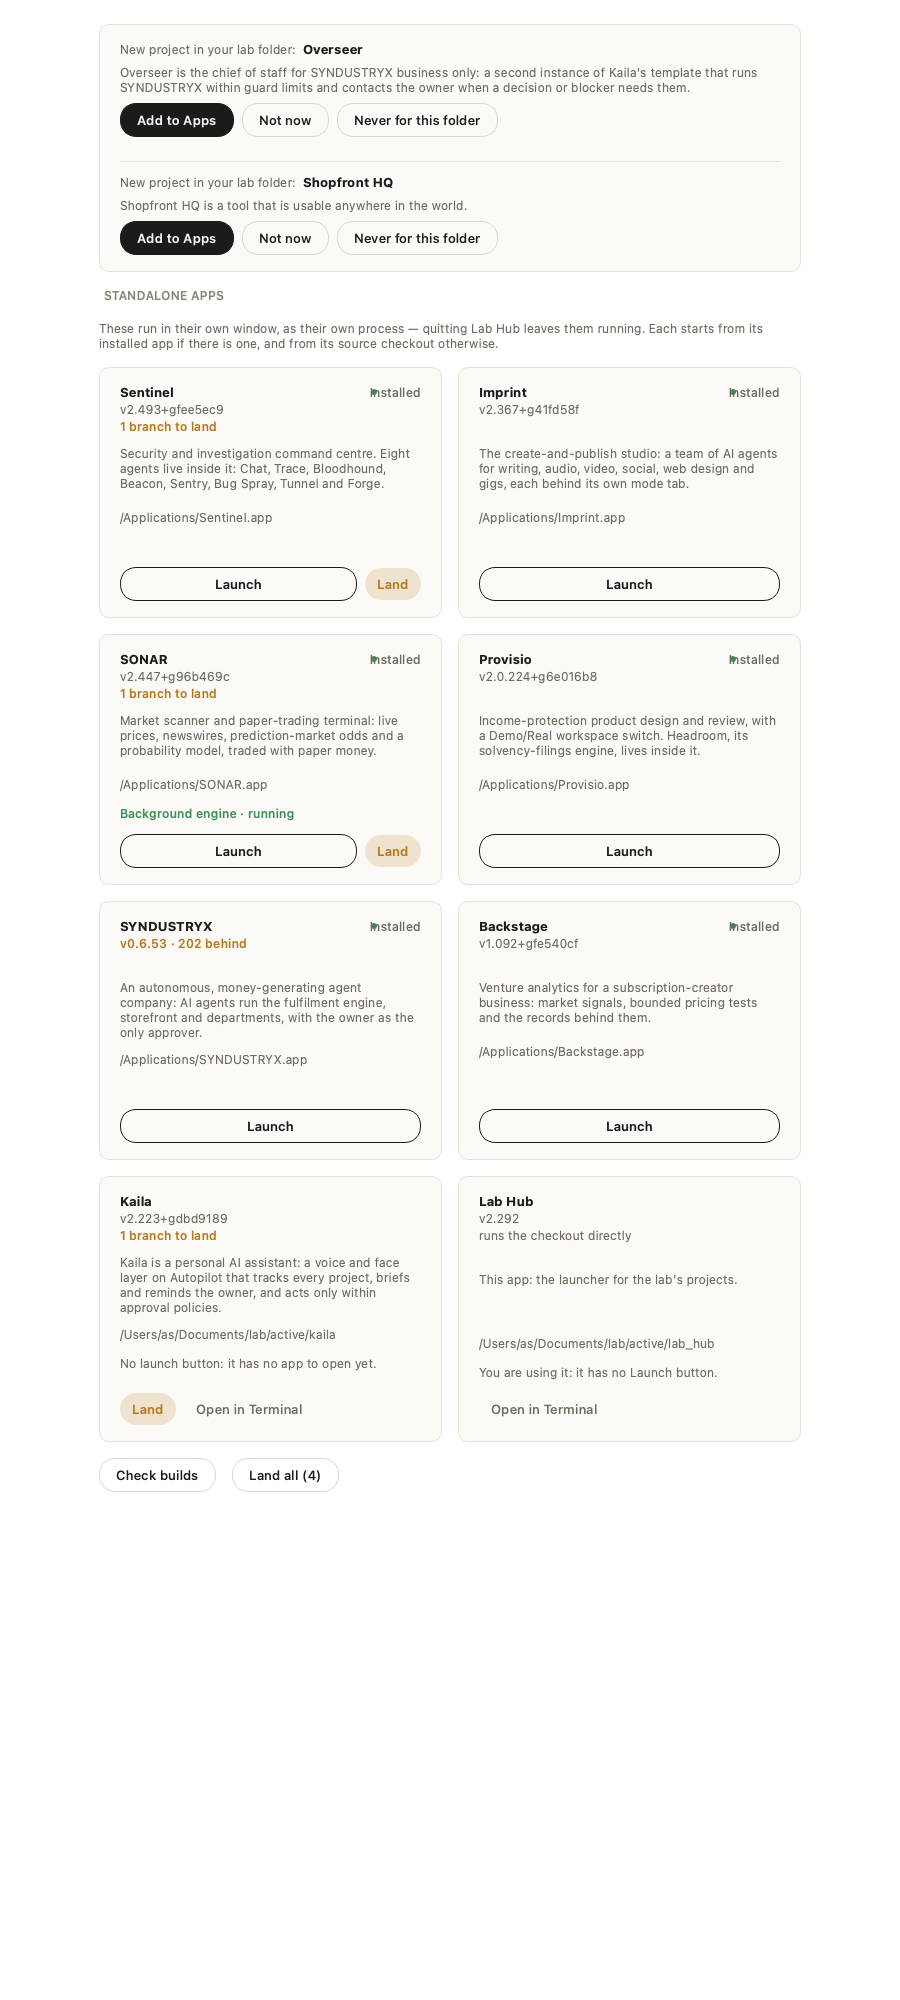 New project in your lab folder: Overseer
Overseer is the chief of staff for SYNDUSTRYX business only: a second instance of Kaila's template that runs
SYNDUSTRYX within guard limits and contacts the owner when a decision or blocker needs them.
Add to Apps
Not now
Never for this folder
New project in your lab folder: Shopfront HQ
Shopfront HQ is a tool that is usable anywhere in the world.
Add to Apps
Not now
Never for this folder
STANDALONE APPS
These run in their own window, as their own process — quitting Lab Hub leaves them running. Each starts from its
installed app if there is one, and from its source checkout otherwise.
Sentinel
Installed
v2.493+gfee5ec9
1 branch to land
Security and investigation command centre. Eight
agents live inside it: Chat, Trace, Bloodhound,
Beacon, Sentry, Bug Spray, Tunnel and Forge.
/Applications/Sentinel.app
Launch
Land
Imprint
Installed
v2.367+g41fd58f
The create-and-publish studio: a team of AI agents
for writing, audio, video, social, web design and
gigs, each behind its own mode tab.
/Applications/Imprint.app
Launch
SONAR
Installed
v2.447+g96b469c
1 branch to land
Market scanner and paper-trading terminal: live
prices, newswires, prediction-market odds and a
probability model, traded with paper money.
/Applications/SONAR.app
Background engine · running
Launch
Land
Provisio
Installed
v2.0.224+g6e016b8
Income-protection product design and review, with
a Demo/Real workspace switch. Headroom, its
solvency-filings engine, lives inside it.
/Applications/Provisio.app
Launch
SYNDUSTRYX
Installed
v0.6.53 · 202 behind
An autonomous, money-generating agent
company: AI agents run the fulfilment engine,
storefront and departments, with the owner as the
only approver.
/Applications/SYNDUSTRYX.app
Launch
Backstage
Installed
v1.092+gfe540cf
Venture analytics for a subscription-creator
business: market signals, bounded pricing tests
and the records behind them.
/Applications/Backstage.app
Launch
Kaila
v2.223+gdbd9189
1 branch to land
Kaila is a personal AI assistant: a voice and face
layer on Autopilot that tracks every project, briefs
and reminds the owner, and acts only within
approval policies.
/Users/as/Documents/lab/active/kaila
No launch button: it has no app to open yet.
Land
Open in Terminal
Lab Hub
v2.292
runs the checkout directly
This app: the launcher for the lab's projects.
/Users/as/Documents/lab/active/lab_hub
You are using it: it has no Launch button.
Open in Terminal
Check builds
Land all (4)